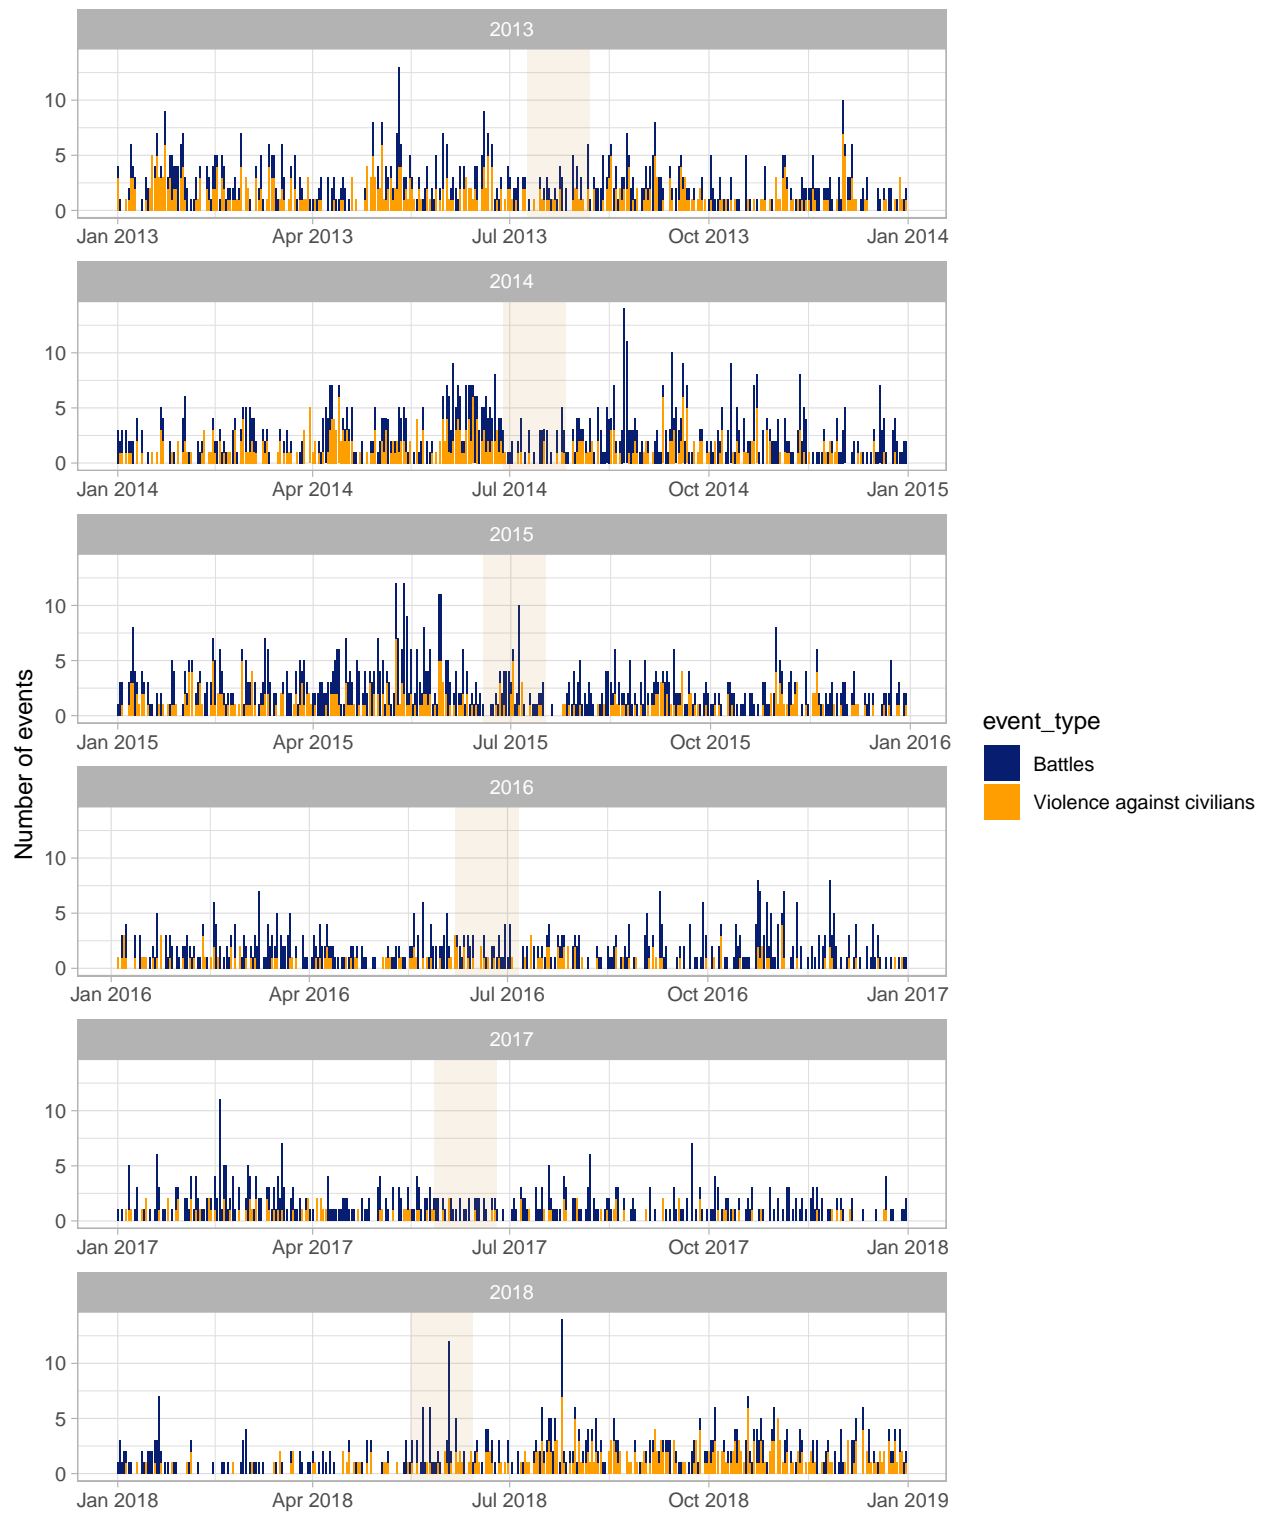 2013
10
5
0
Jan 2013 Apr 2013 Jul 2013 Oct 2013 Jan 2014
2014
10
5
0
Jan 2014 Apr 2014 Jul 2014 Oct 2014 Jan 2015
2015
10
5
0
Jan 2015 Apr 2015 Jul 2015 Oct 2015 Jan 2016
Number of events
event_type
Battles
Violence against civilians
2016
10
5
0
Jan 2016 Apr 2016 Jul 2016 Oct 2016 Jan 2017
2017
10
5
0
Jan 2017 Apr 2017 Jul 2017 Oct 2017 Jan 2018
2018
10
5
0
Jan 2018 Apr 2018 Jul 2018 Oct 2018 Jan 2019